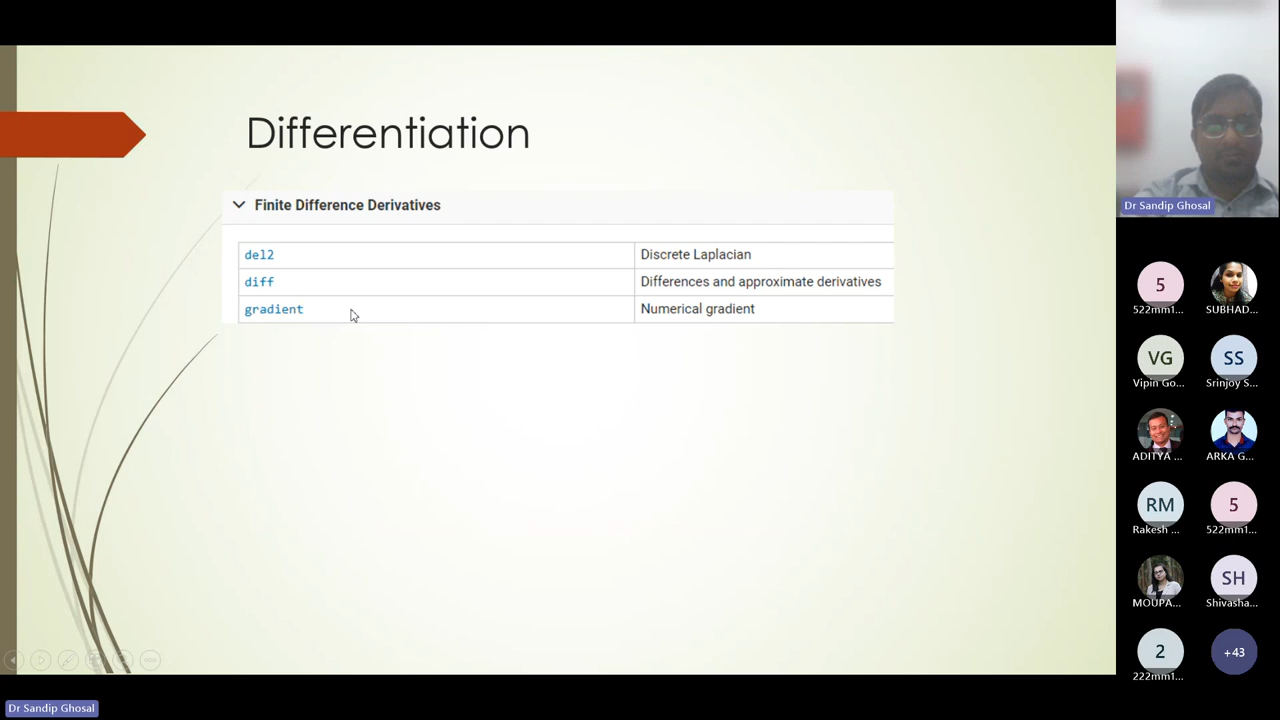 Differentiation
Finite Difference Derivatives
del2 Discrete Laplacian
diff Differences and approximate derivatives
gradient Numerical gradient
Dr Sandip Ghosal
5
522mm1...
SUBHAD...
VG
Vipin Go...
SS
Srinjoy S...
ADITYA ...
ARKA G...
RM
Rakesh ...
5
522mm1...
MOUPA...
SH
Shivasha...
2
222mm1...
+43
Dr Sandip Ghosal